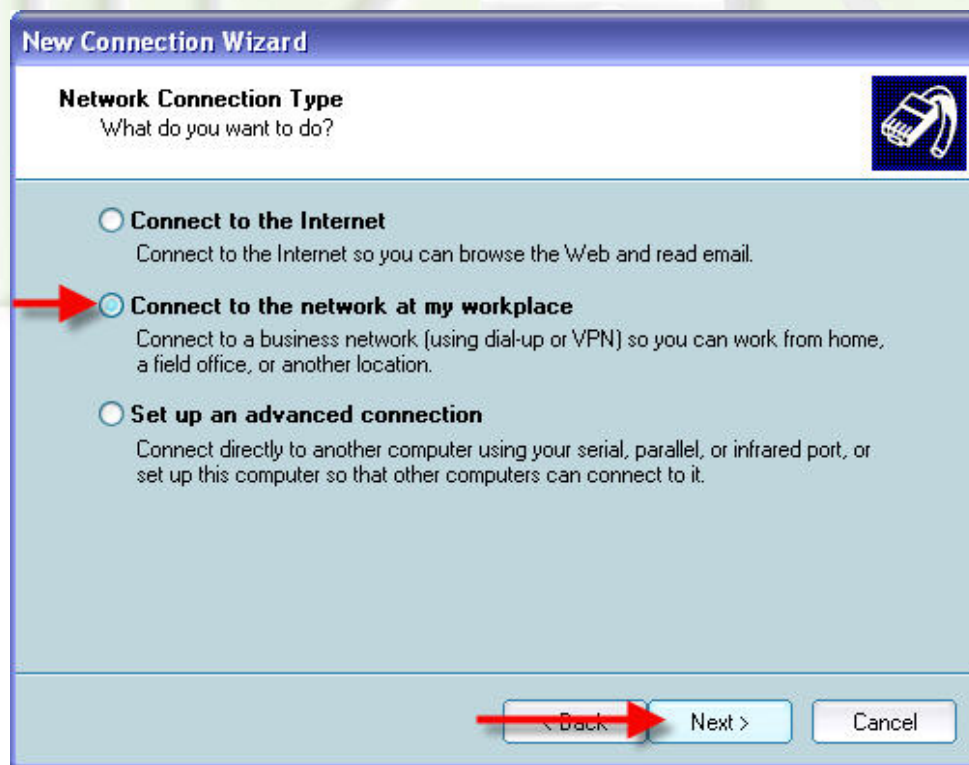 New Connection Wizard
Network Connection Type
What do you want to do?
Connect to the Internet
Connect to the Internet so you can browse the Web and read email.
Connect to the network at my workplace
Connect to a business network (using dial-up or VPN) so you can work from home,
a field office, or another location.
Set up an advanced connection
Connect directly to another computer using your serial, parallel, or infrared port, or
set up this computer so that other computers can connect to it.
< Back Next > Cancel